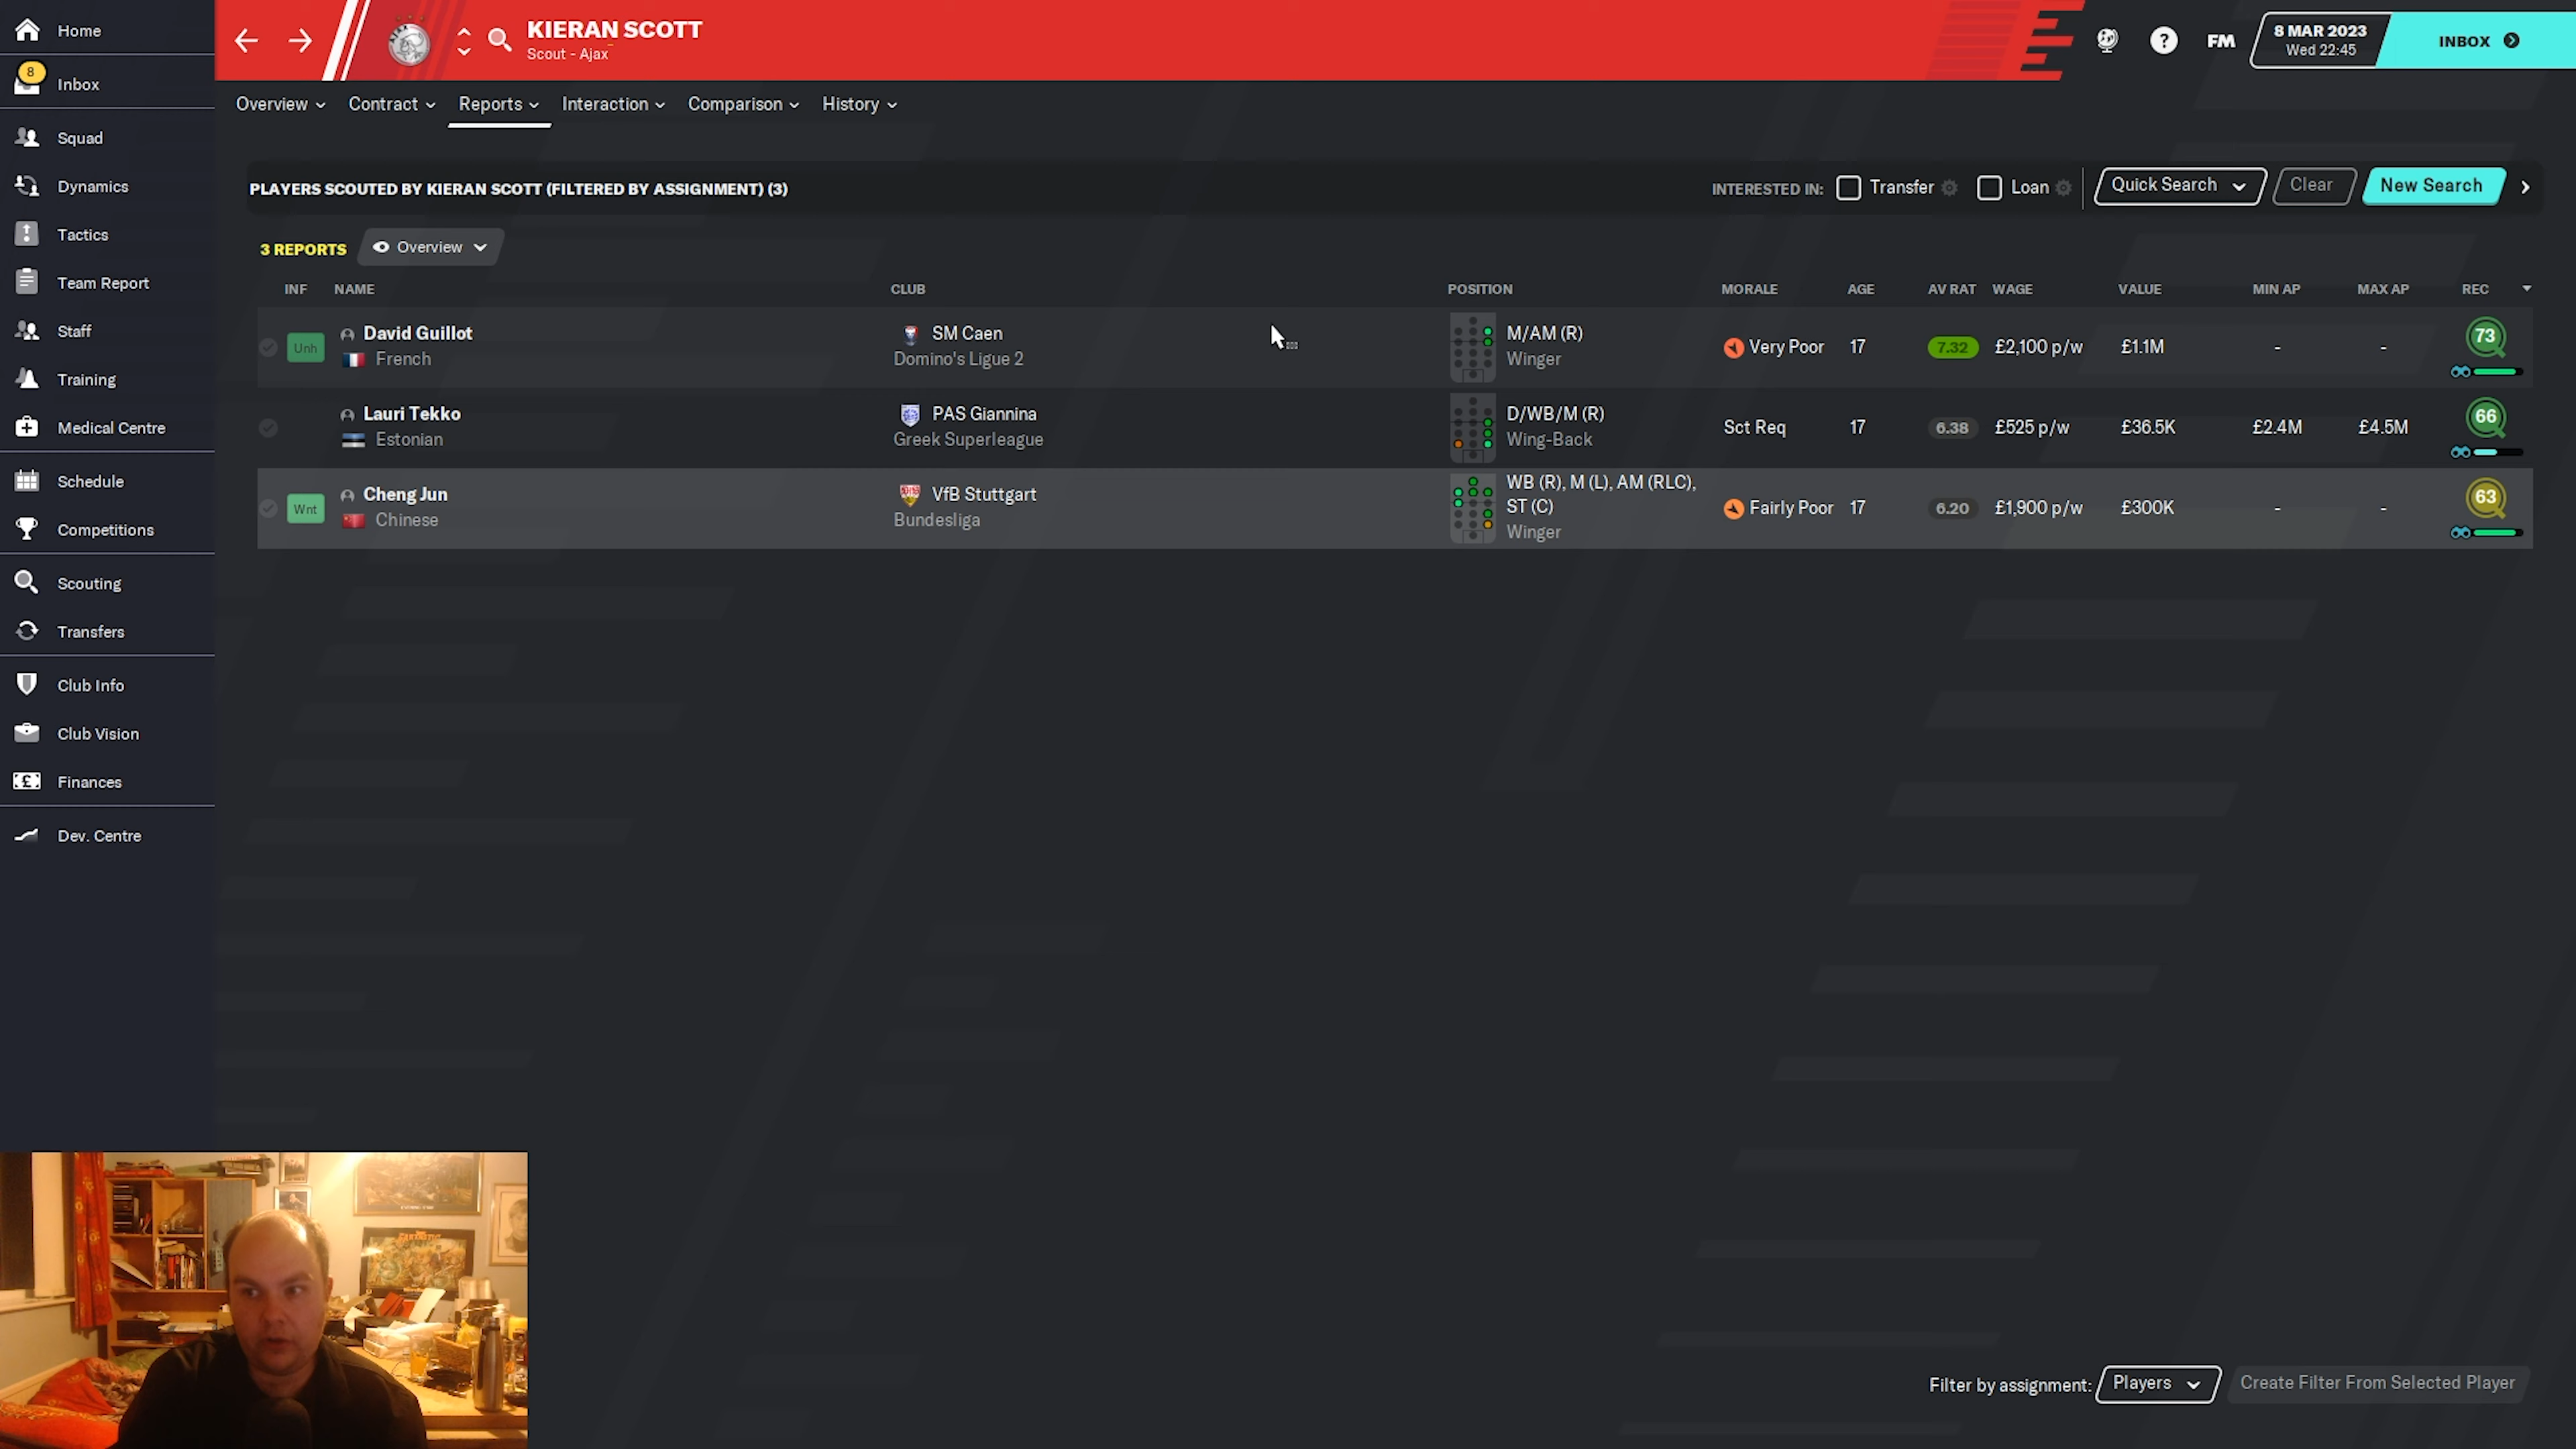 Home
8
Inbox
Squad
Dynamics
Tactics
Team Report
Staff
Training
Medical Centre
Schedule
Competitions
Scouting
Transfers
Club Info
Club Vision
Finances
Dev. Centre
KIERAN SCOTT
Scout - Ajax
FM
8 MAR 2023
Wed 22:45
INBOX
Overview Contract Reports Interaction Comparison History
PLAYERS SCOUTED BY KIERAN SCOTT (FILTERED BY ASSIGNMENT) (3)
INTERESTED IN: Transfer Loan Quick Search Clear New Search
3 REPORTS Overview
INF NAME CLUB POSITION MORALE AGE AV RAT WAGE VALUE MIN AP MAX AP REC
Unh David Guillot French SM Caen Domino's Ligue 2 M/AM (R) Winger Very Poor 17 7.32 £2,100 p/w £1.1M - - 73
Lauri Tekko Estonian PAS Giannina Greek Superleague D/WB/M (R) Wing-Back Sct Req 17 6.38 £525 p/w £36.5K £2.4M £4.5M 66
Wnt Cheng Jun Chinese VfB Stuttgart Bundesliga WB (R), M (L), AM (RLC), ST (C) Winger Fairly Poor 17 6.20 £1,900 p/w £300K - - 63
Filter by assignment: Players Create Filter From Selected Player